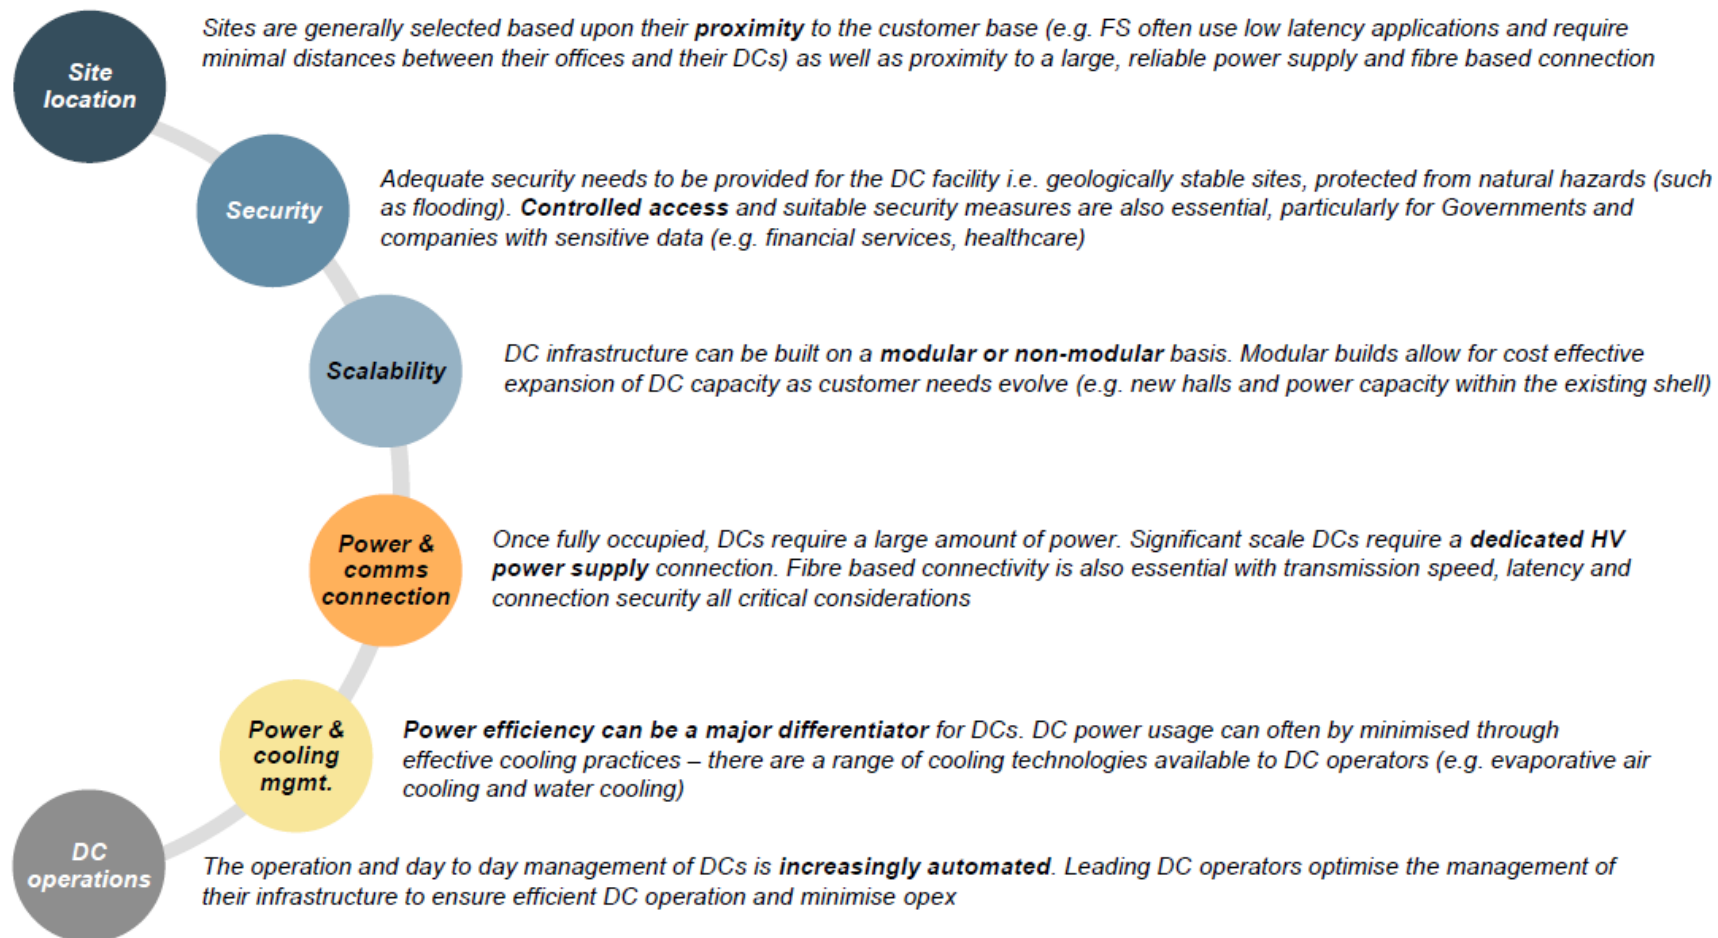 Site
location
Sites are generally selected based upon their proximity to the customer base (e.g. FS often use low latency applications and require
minimal distances between their offices and their DCs) as well as proximity to a large, reliable power supply and fibre based connection
Security
Adequate security needs to be provided for the DC facility i.e. geologically stable sites, protected from natural hazards (such
as flooding). Controlled access and suitable security measures are also essential, particularly for Governments and
companies with sensitive data (e.g. financial services, healthcare)
Scalability
DC infrastructure can be built on a modular or non-modular basis. Modular builds allow for cost effective
expansion of DC capacity as customer needs evolve (e.g. new halls and power capacity within the existing shell)
Power &
comms
connection
Once fully occupied, DCs require a large amount of power. Significant scale DCs require a dedicated HV
power supply connection. Fibre based connectivity is also essential with transmission speed, latency and
connection security all critical considerations
Power &
cooling
mgmt.
Power efficiency can be a major differentiator for DCs. DC power usage can often by minimised through
effective cooling practices – there are a range of cooling technologies available to DC operators (e.g. evaporative air
cooling and water cooling)
DC
operations
The operation and day to day management of DCs is increasingly automated. Leading DC operators optimise the management of
their infrastructure to ensure efficient DC operation and minimise opex